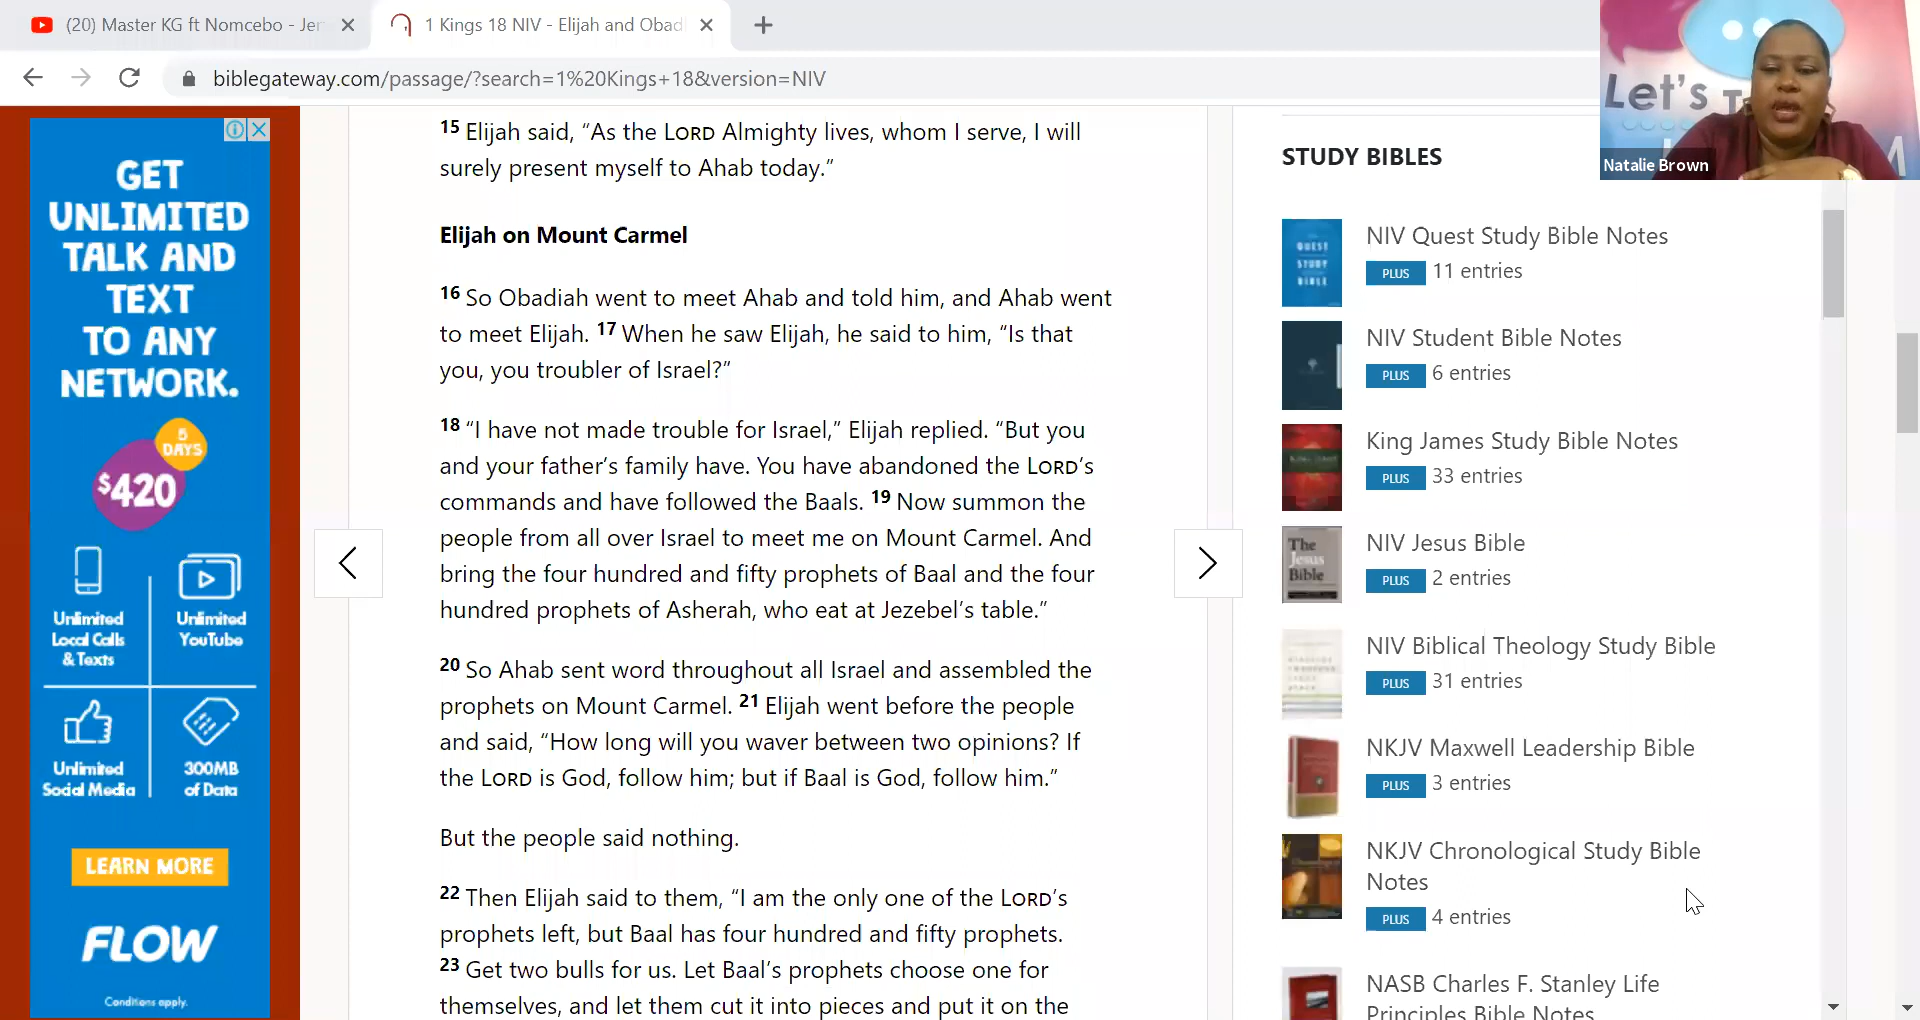 (20) Master KG ft Nomcebo - Jer
1 Kings 18 NIV - Elijah and Obad
biblegateway.com/passage/?search=1%20Kings+18&version=NIV
Let's T
Natalie Brown
GET
UNLIMITED
TALK AND
TEXT
TO ANY
NETWORK.
5
DAYS
$420
Unlimited
Local Calls
& Texts
Unlimited
YouTube
Unlimited
Social Media
300MB
of Data
LEARN MORE
FLOW
Conditions apply.
15 Elijah said, “As the LORD Almighty lives, whom I serve, I will
surely present myself to Ahab today.”
Elijah on Mount Carmel
16 So Obadiah went to meet Ahab and told him, and Ahab went
to meet Elijah. 17 When he saw Elijah, he said to him, “Is that
you, you troubler of Israel?”
18 “I have not made trouble for Israel,” Elijah replied. “But you
and your father’s family have. You have abandoned the LORD’s
commands and have followed the Baals. 19 Now summon the
people from all over Israel to meet me on Mount Carmel. And
bring the four hundred and fifty prophets of Baal and the four
hundred prophets of Asherah, who eat at Jezebel’s table.”
20 So Ahab sent word throughout all Israel and assembled the
prophets on Mount Carmel. 21 Elijah went before the people
and said, “How long will you waver between two opinions? If
the LORD is God, follow him; but if Baal is God, follow him.”
But the people said nothing.
22 Then Elijah said to them, “I am the only one of the LORD’s
prophets left, but Baal has four hundred and fifty prophets.
23 Get two bulls for us. Let Baal’s prophets choose one for
themselves, and let them cut it into pieces and put it on the
STUDY BIBLES
QUEST
STUDY
BIBLE
NIV Quest Study Bible Notes
PLUS 11 entries
NIV Student Bible Notes
PLUS 6 entries
King James Study Bible Notes
PLUS 33 entries
The
Jesus
Bible
NIV Jesus Bible
PLUS 2 entries
NIV Biblical Theology Study Bible
PLUS 31 entries
NKJV Maxwell Leadership Bible
PLUS 3 entries
NKJV Chronological Study Bible
Notes
PLUS 4 entries
NASB Charles F. Stanley Life
Principles Bible Notes